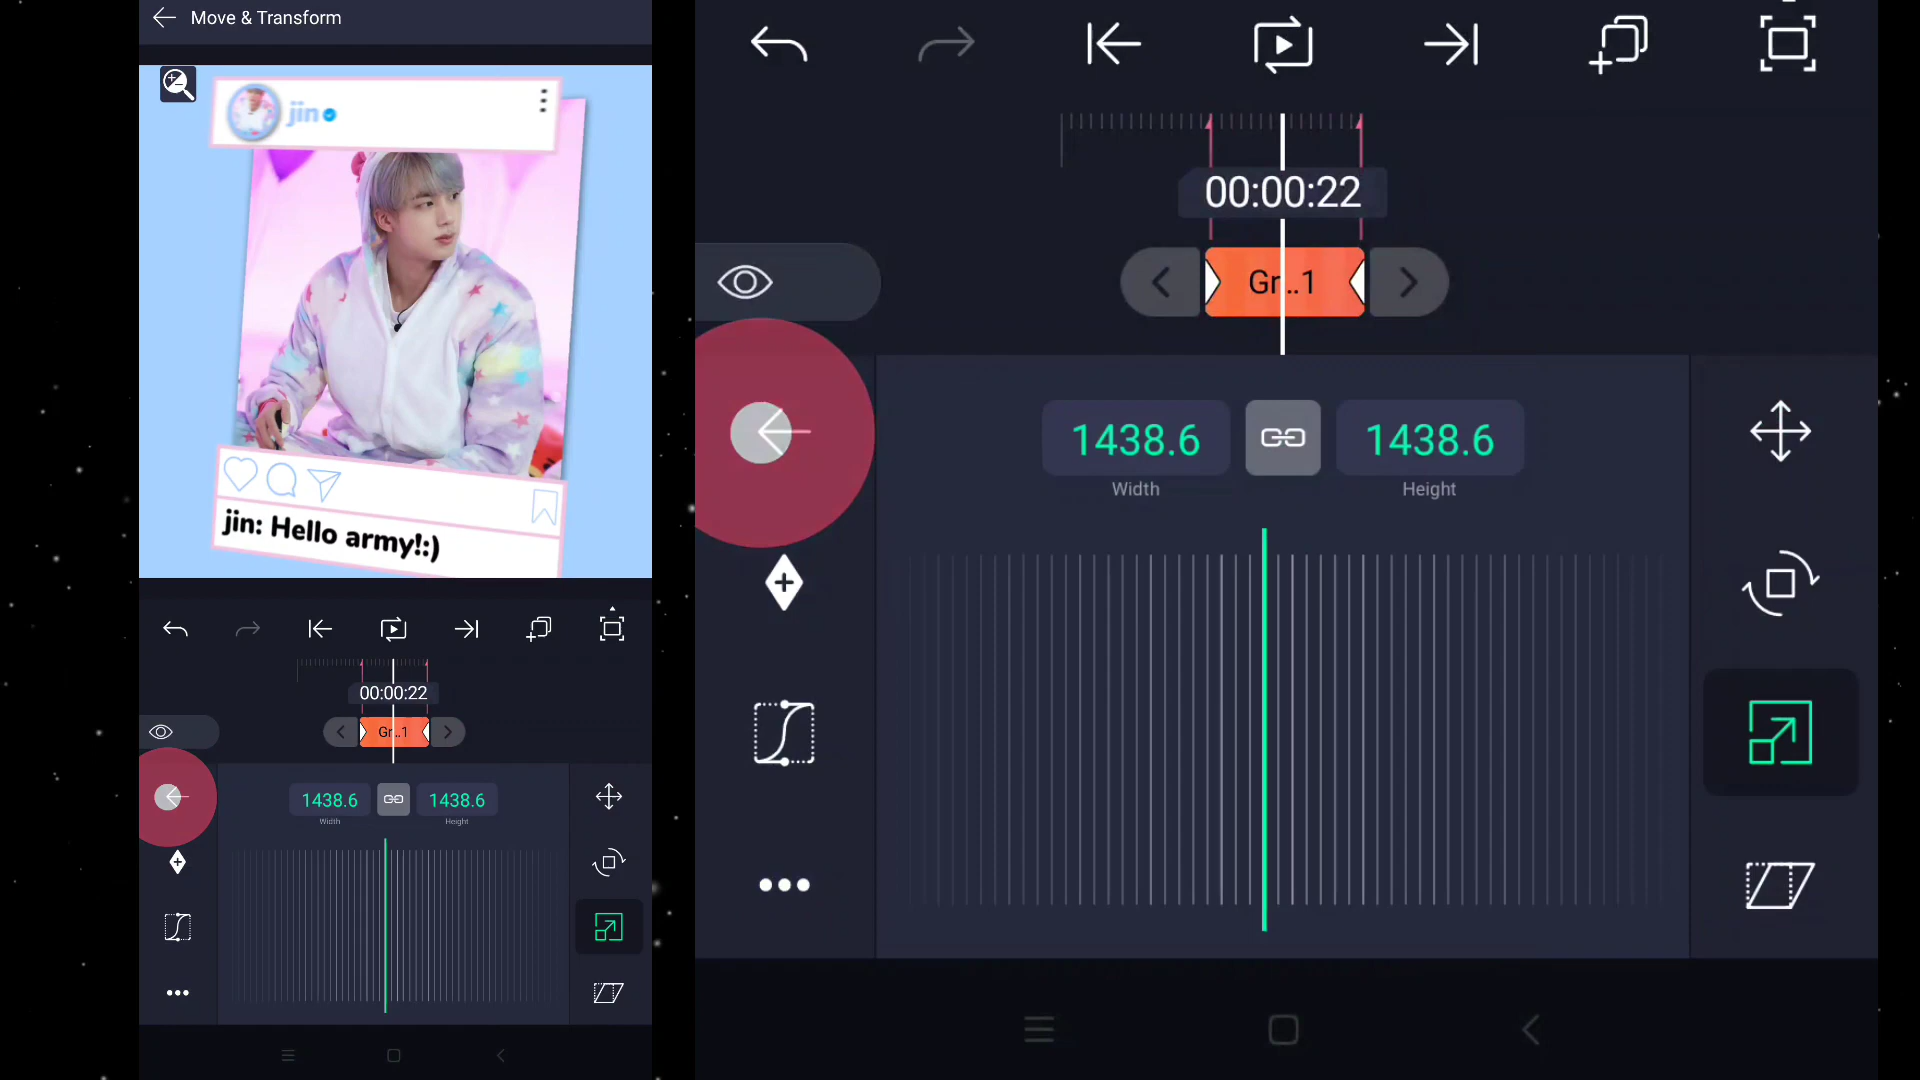 Move & Transform
jin
jin: Hello army!:)
00:00:22
Gr..1
1438.6
1438.6
Width
Height
00:00:22
Gr..1
1438.6
1438.6
Width
Height